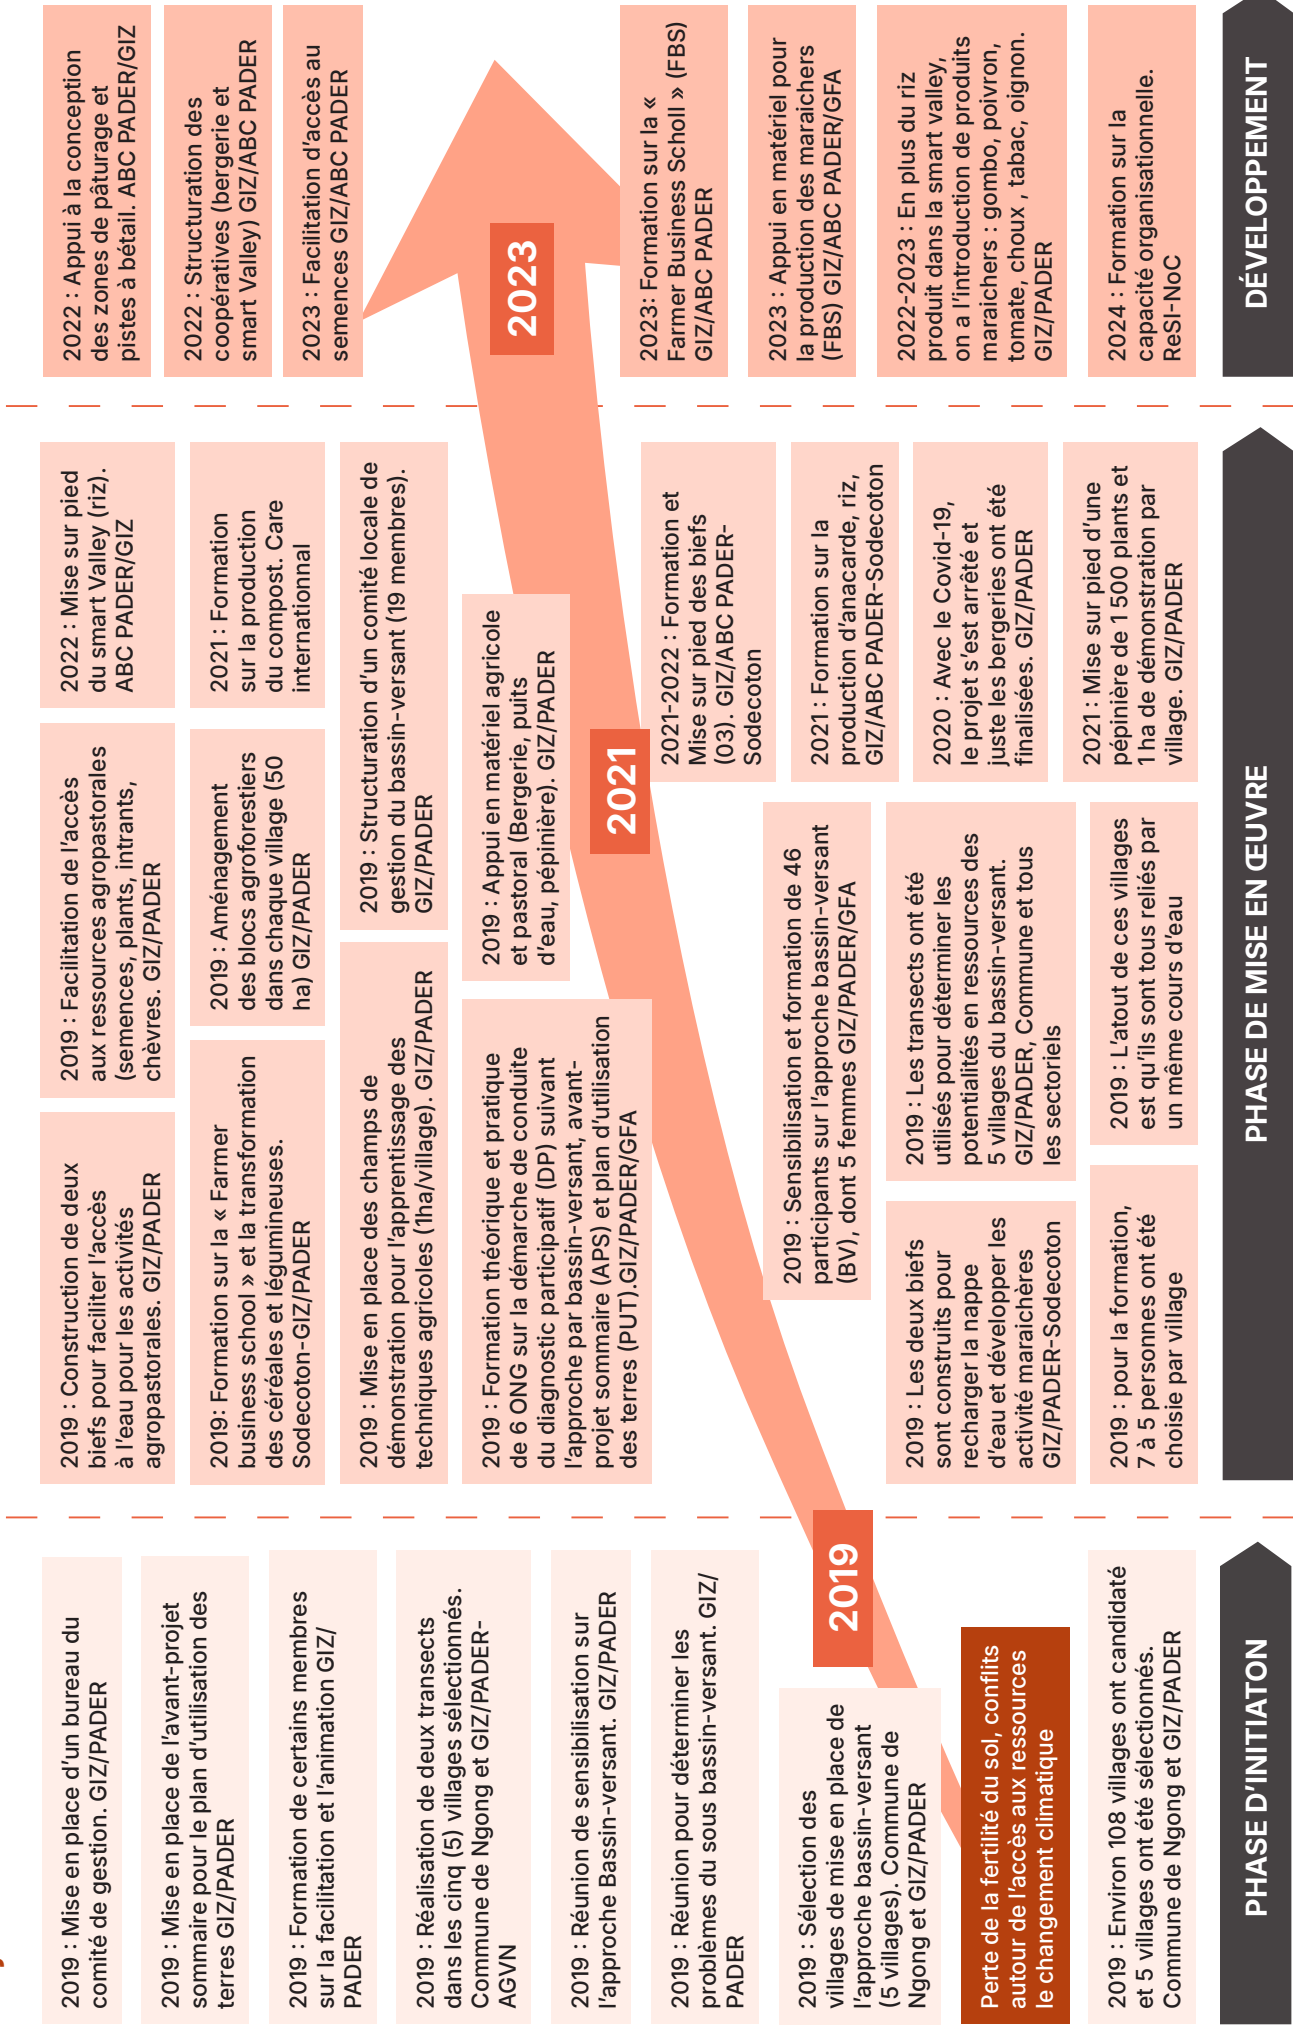 2019 : Mise en place d'un bureau du
comité de gestion. GIZ/PADER
2019 : Mise en place de l'avant-projet
sommaire pour le plan d'utilisation des
terres GIZ/PADER
2019 : Formation de certains membres
sur la facilitation et l'animation GIZ/
PADER
2019 : Réalisation de deux transects
dans les cinq (5) villages sélectionnés.
Commune de Ngong et GIZ/PADER-
AGVN
2019 : Réunion de sensibilisation sur
l'approche Bassin-versant. GIZ/PADER
2019 : Réunion pour déterminer les
problèmes du sous bassin-versant. GIZ/
PADER
2019 : Sélection des
villages de mise en place de
l'approche bassin-versant
(5 villages). Commune de
Ngong et GIZ/PADER
Perte de la fertilité du sol, conflits
autour de l'accès aux ressources
le changement climatique
2019 : Environ 108 villages ont candidaté
et 5 villages ont été sélectionnés.
Commune de Ngong et GIZ/PADER
PHASE D'INITIATON
2019
2019 : Construction de deux
biefs pour faciliter l'accès
à l'eau pour les activités
agropastorales. GIZ/PADER
2019 : Facilitation de l'accès
aux ressources agropastorales
(semences, plants, intrants,
chèvres. GIZ/PADER
2022 : Mise sur pied
du smart Valley (riz).
ABC PADER/GIZ
2019: Formation sur la « Farmer
business school » et la transformation
des céréales et légumineuses.
Sodecoton-GIZ/PADER
2019 : Aménagement
des blocs agroforestiers
dans chaque village (50
ha) GIZ/PADER
2021 : Formation
sur la production
du compost. Care
internationnal
2019 : Mise en place des champs de
démonstration pour l'apprentissage des
techniques agricoles (1ha/village). GIZ/PADER
2019 : Structuration d'un comité locale de
gestion du bassin-versant (19 membres).
GIZ/PADER
2019 : Formation théorique et pratique
de 6 ONG sur la démarche de conduite
du diagnostic participatif (DP) suivant
l'approche par bassin-versant, avant-
projet sommaire (APS) et plan d'utilisation
des terres (PUT).GIZ/PADER/GFA
2019 : Appui en matériel agricole
et pastoral (Bergerie, puits
d'eau, pépinière). GIZ/PADER
2021
2019 : Sensibilisation et formation de 46
participants sur l'approche bassin-versant
(BV), dont 5 femmes GIZ/PADER/GFA
2019 : Les deux biefs
sont construits pour
recharger la nappe
d'eau et développer les
activité maraichères
GIZ/PADER-Sodecoton
2019 : Les transects ont été
utilisés pour déterminer les
potentialités en ressources des
5 villages du bassin-versant.
GIZ/PADER, Commune et tous
les sectoriels
2019 : pour la formation,
7 à 5 personnes ont été
choisie par village
2019 : L'atout de ces villages
est qu'ils sont tous reliés par
un même cours d'eau
2021-2022 : Formation et
Mise sur pied des biefs
(03). GIZ/ABC PADER-
Sodecoton
2021 : Formation sur la
production d'anacarde, riz,
GIZ/ABC PADER-Sodecoton
2020 : Avec le Covid-19,
le projet s'est arrêté et
juste les bergeries ont été
finalisées. GIZ/PADER
2021 : Mise sur pied d'une
pépinière de 1 500 plants et
1 ha de démonstration par
village. GIZ/PADER
PHASE DE MISE EN ŒUVRE
2022 : Appui à la conception
des zones de pâturage et
pistes à bétail. ABC PADER/GIZ
2022 : Structuration des
coopératives (bergerie et
smart Valley) GIZ/ABC PADER
2023 : Facilitation d'accès au
semences GIZ/ABC PADER
2023
2023: Formation sur la «
Farmer Business Scholl » (FBS)
GIZ/ABC PADER
2023 : Appui en matériel pour
la production des maraichers
(FBS) GIZ/ABC PADER/GFA
2022-2023 : En plus du riz
produit dans la smart valley,
on a l'introduction de produits
maraichers : gombo, poivron,
tomate, choux , tabac, oignon.
GIZ/PADER
2024 : Formation sur la
capacité organisationnelle.
ReSI-NoC
DÉVELOPPEMENT